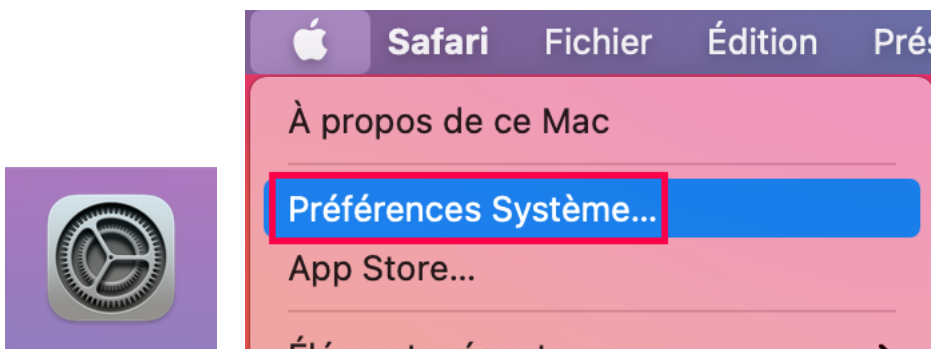 Safari Fichier Édition
À propos de ce Mac
Préférences Système...
App Store...